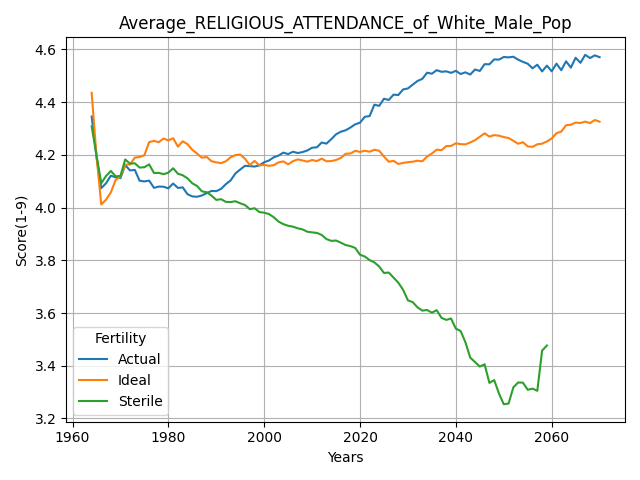 Average_RELIGIOUS_ATTENDANCE_of_White_Male_Pop
Score(1-9)
4.6
4.4
4.2
4.0
3.8
3.6
3.4
3.2
Fertility
Actual
Ideal
Sterile
1960 1980 2000 2020 2040 2060
Years